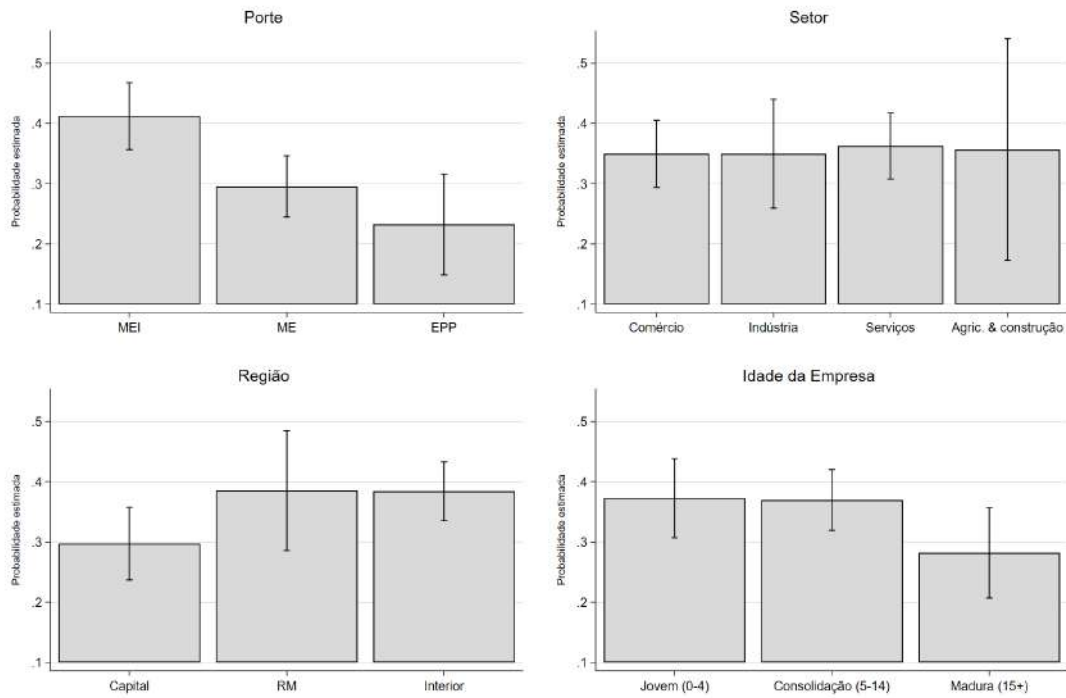 Porte
Probabilidade estimada
.5
.4
.3
.2
.1
MEI ME EPP
Setor
Probabilidade estimada
.5
.4
.3
.2
.1
Comércio Indústria Serviços Agric. & construção
Região
Probabilidade estimada
.5
.4
.3
.2
.1
Capital RM Interior
Idade da Empresa
Probabilidade estimada
.5
.4
.3
.2
.1
Jovem (0-4) Consolidação (5-14) Madura (15+)